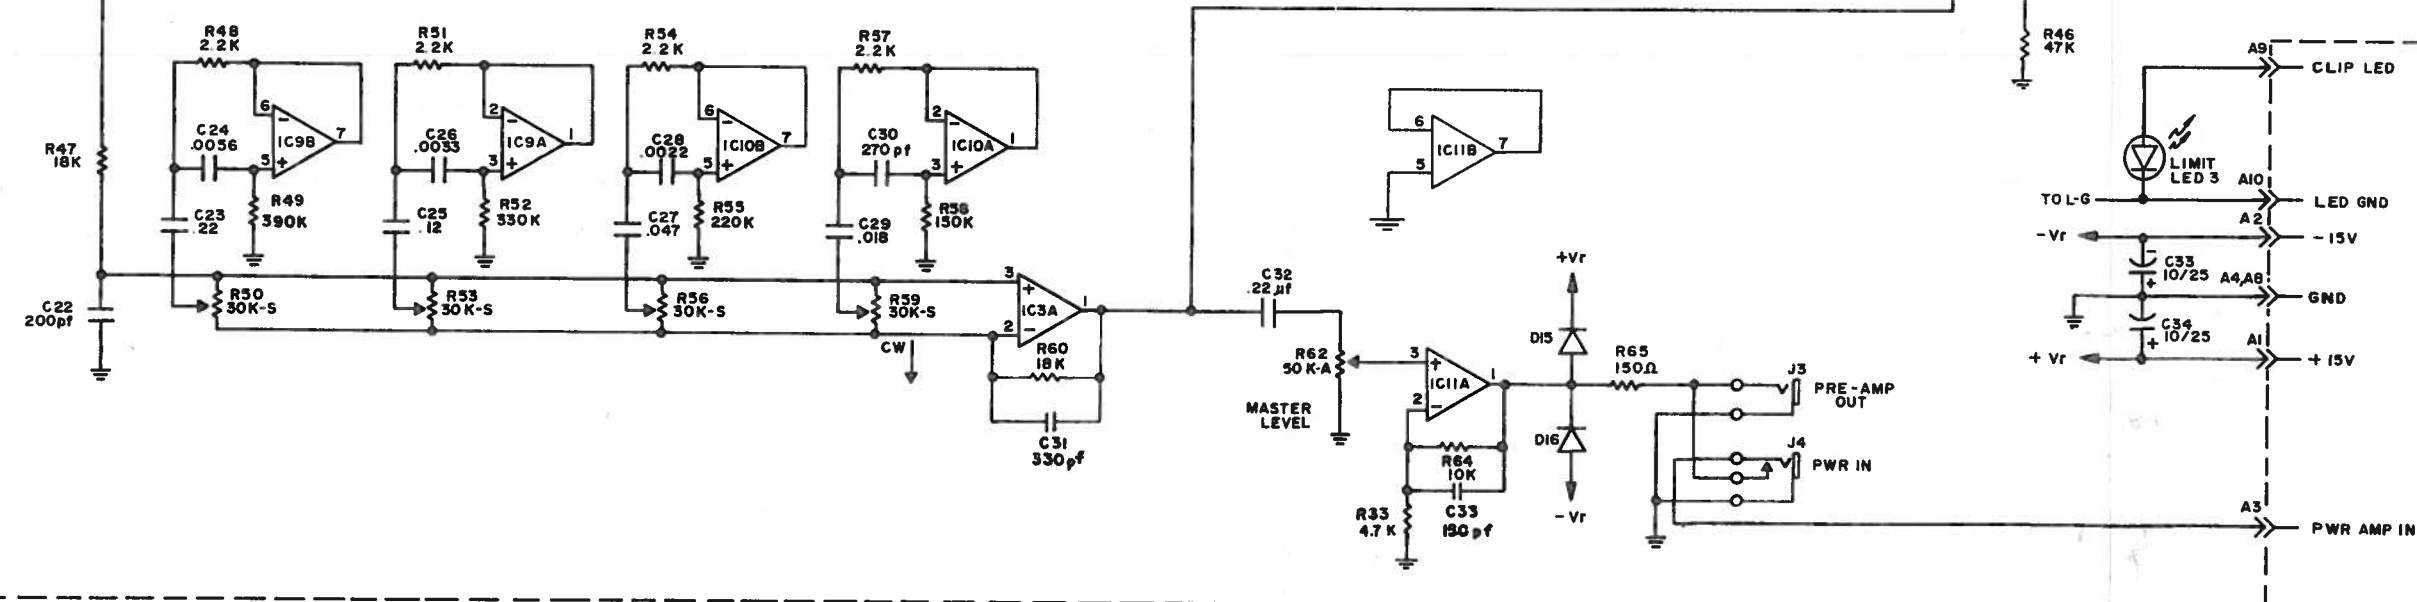 R48
2.2K
R51
2.2K
R54
2.2K
R57
2.2K
R46
47K
A9
CLIP LED
6
−
IC9B
7
5
+
C24
.0056
2
−
IC9A
1
3
+
C26
.0033
6
−
IC10B
7
5
+
C28
.0022
2
−
IC10A
1
3
+
C30
270pf
6
IC11B
7
5
R47
18K
LIMIT
LED 3
A10
TO L-G
LED GND
R49
390K
C23
.22
R52
330K
C25
.12
R55
220K
C27
.047
R58
150K
C29
.018
A2
-Vr
-15V
−
C33
10/25
+
A4,A8
GND
C34
10/25
+
A1
+ Vr
+ 15V
C22
200pf
R50
30K-S
R53
30K-S
R56
30K-S
R59
30K-S
CW
3
+
IC3A
1
2
−
R60
18K
C31
330pf
C32
.22µf
R62
50K-A
MASTER
LEVEL
3
+
IC11A
1
2
−
R64
10K
C33
R33
4.7K
+Vr
D15
D16
-Vr
R65
150Ω
J3
PRE-AMP
OUT
J4
PWR IN
A3
PWR AMP IN